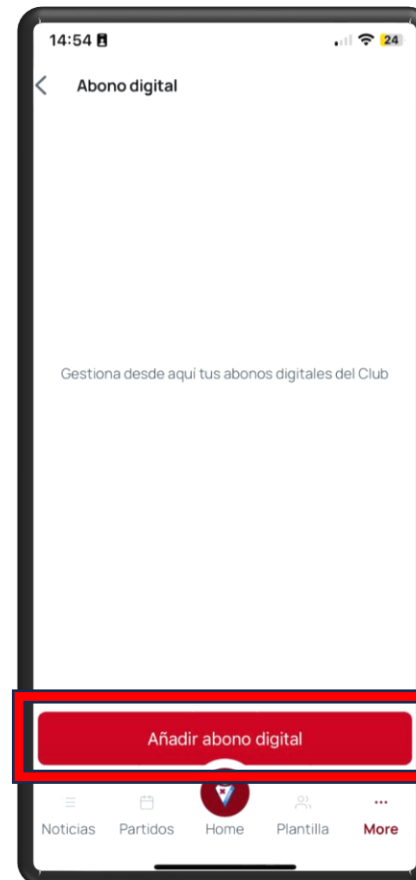 14:54
24
Abono digital
Gestiona desde aquí tus abonos digitales del Club
Añadir abono digital
Noticias Partidos Home Plantilla More